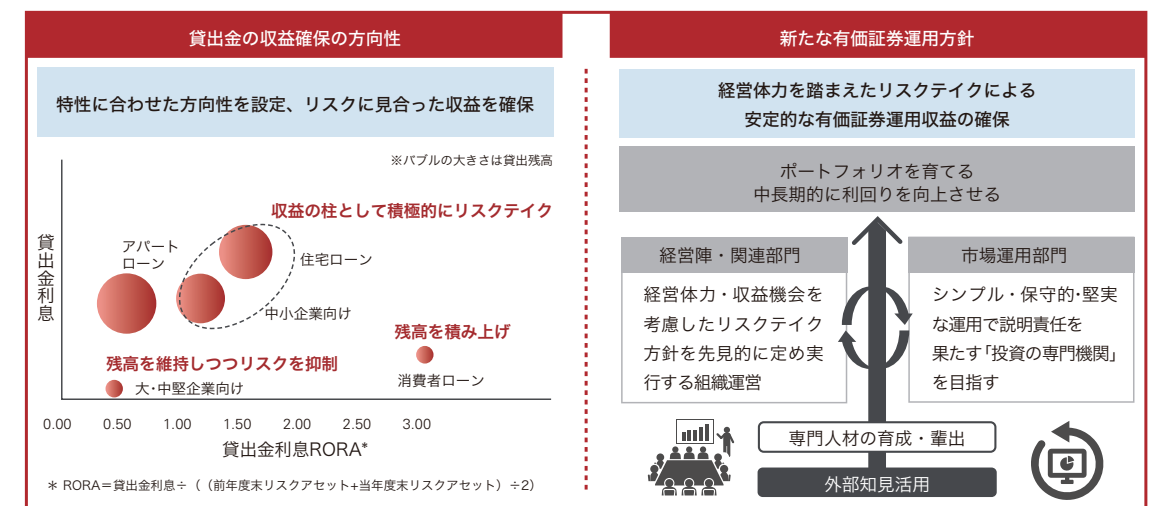 貸出金の収益確保の方向性
特性に合わせた方向性を設定、リスクに見合った収益を確保
※バブルの大きさは貸出残高
収益の柱として積極的にリスクテイク
アパート
ローン
住宅ローン
中小企業向け
貸出金利息
残高を積み上げ
消費者ローン
残高を維持しつつリスクを抑制
大・中堅企業向け
0.00 0.50 1.00 1.50 2.00 2.50 3.00
貸出金利息RORA*
* RORA=貸出金利息÷((前年度末リスクアセット+当年度末リスクアセット)÷2)
新たな有価証券運用方針
経営体力を踏まえたリスクテイクによる
安定的な有価証券運用収益の確保
ポートフォリオを育てる
中長期的に利回りを向上させる
経営陣・関連部門
経営体力・収益機会を
考慮したリスクテイク
方針を先見的に定め実
行する組織運営
市場運用部門
シンプル・保守的・堅実
な運用で説明責任を
果たす「投資の専門機関」
を目指す
専門人材の育成・輩出
外部知見活用